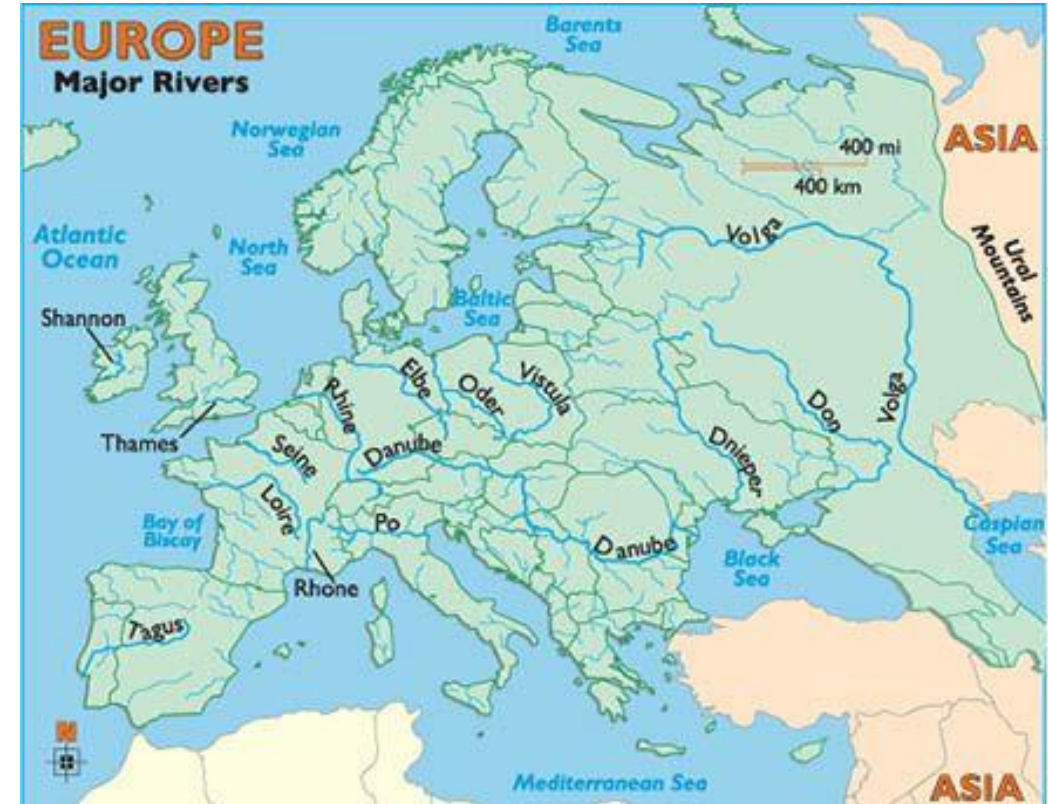 EUROPE
Major Rivers
Barents
Sea
Norwegian
Sea
ASIA
400 mi
400 km
Atlantic
Ocean
North
Sea
Volga
Ural
Mountains
Shannon
Baltic
Sea
Thames
Rhine
Elbe
Oder
Vistula
Don
Volga
Seine
Danube
Dnieper
Loire
Bay of
Biscay
Po
Danube
Caspian
Sea
Black
Sea
Rhone
Tagus
N
Mediterranean Sea
ASIA